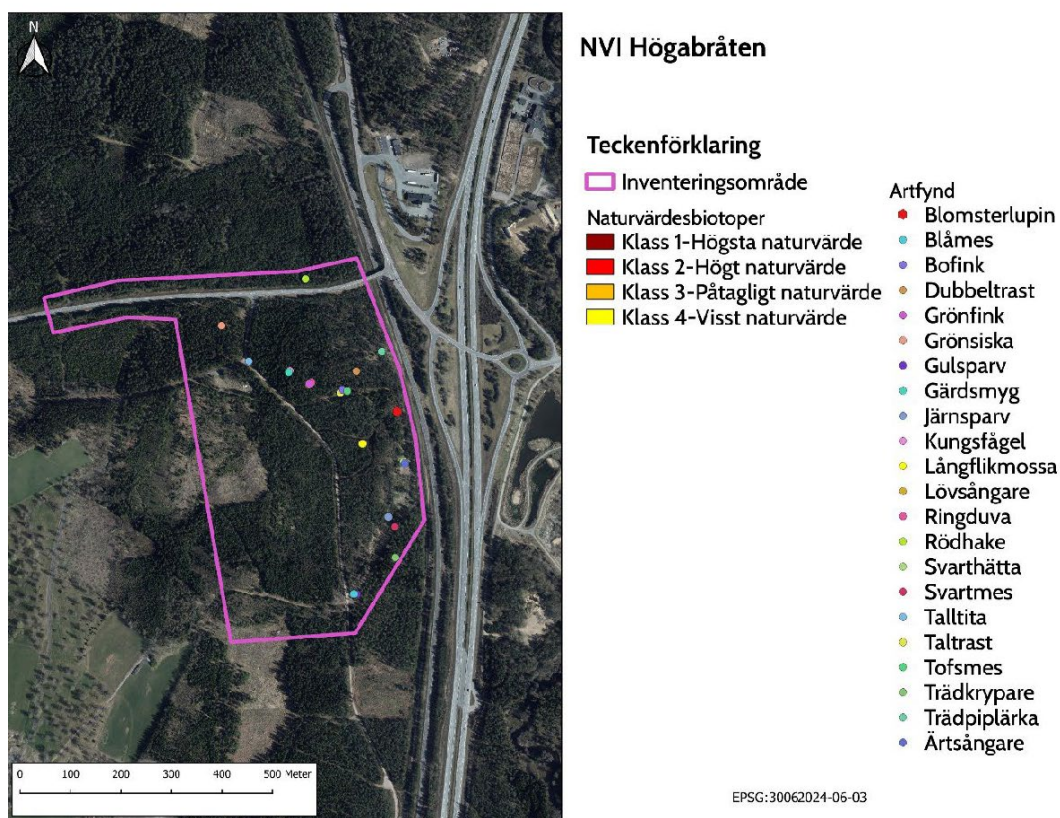 N
NVI Högabråten
Teckenförklaring
Inventeringsområde
Naturvärdesbiotoper
Klass 1-Högsta naturvärde
Klass 2-Högt naturvärde
Klass 3-Påtagligt naturvärde
Klass 4-Visst naturvärde
Artfynd
Blomsterlupin
Blåmes
Bofink
Dubbeltrast
Grönfink
Grönsiska
Gulsparv
Gärdsmyg
Järnsparv
Kungsfågel
Långflikmossa
Lövsångare
Ringduva
Rödhake
Svarthätta
Svartmes
Talltita
Taltrast
Tofsmes
Trädkrypare
Trädpiplärka
Ärtsångare
0 100 200 300 400 500 Meter
EPSG:30062024-06-03